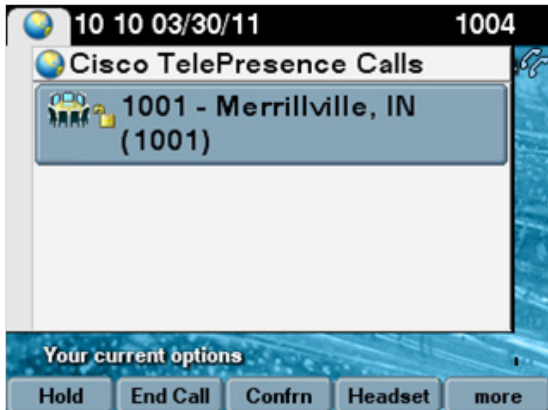 10 10 03/30/11 1004
Cisco TelePresence Calls
1001 - Merrillville, IN
(1001)
Your current options
Hold End Call Confrn Headset more